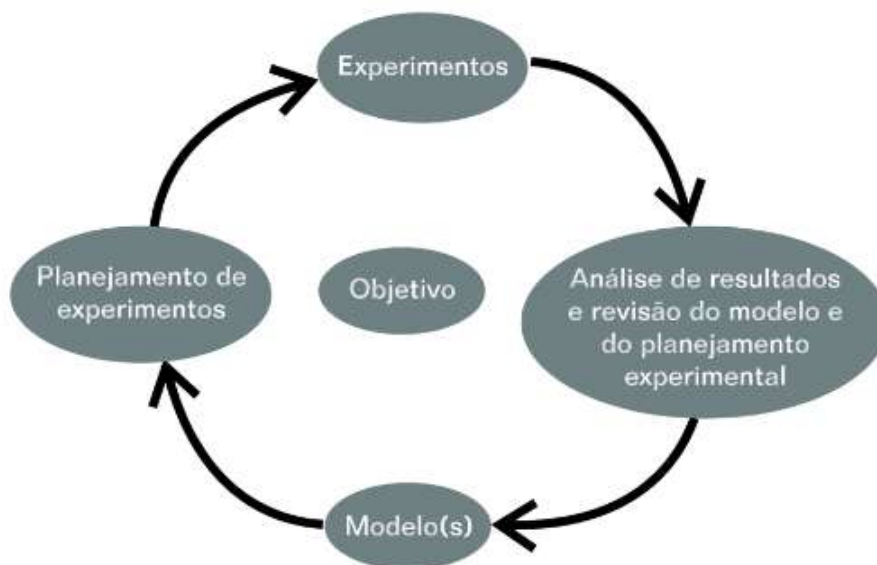 Experimentos
Planejamento de
experimentos
Objetivo
Análise de resultados
e revisão do modelo e
do planejamento
experimental
Modelo(s)